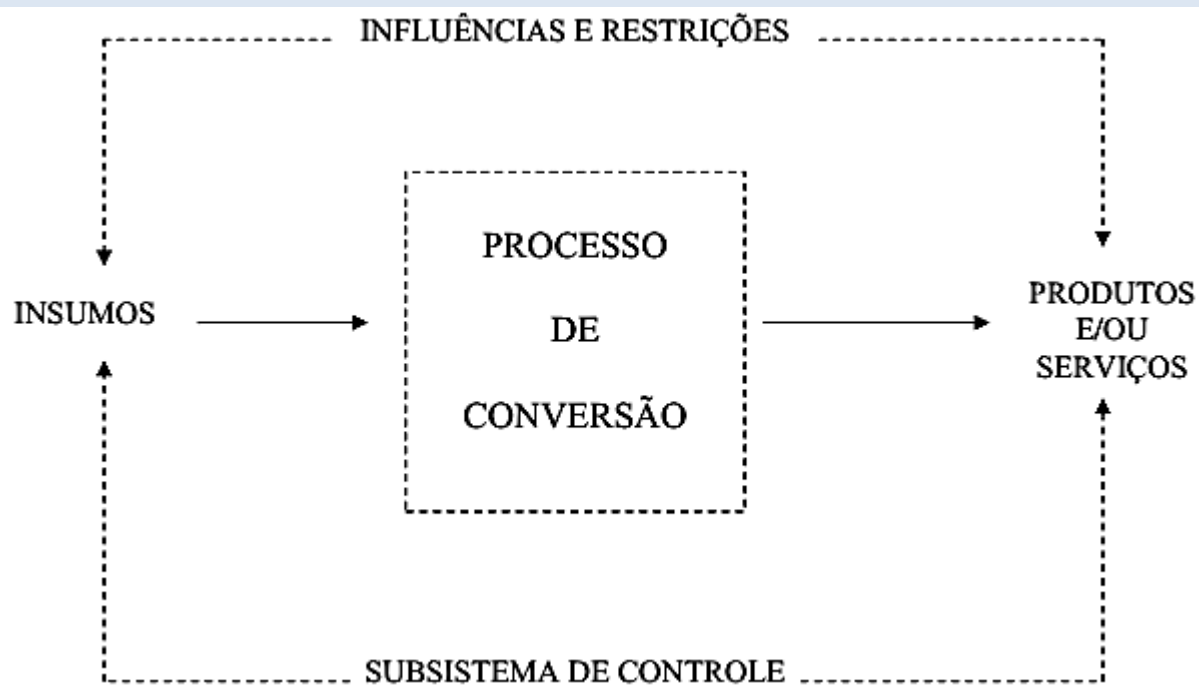 INFLUÊNCIAS E RESTRIÇÕES
PROCESSO
DE
CONVERSÃO
INSUMOS
PRODUTOS
E/OU
SERVIÇOS
SUBSISTEMA DE CONTROLE